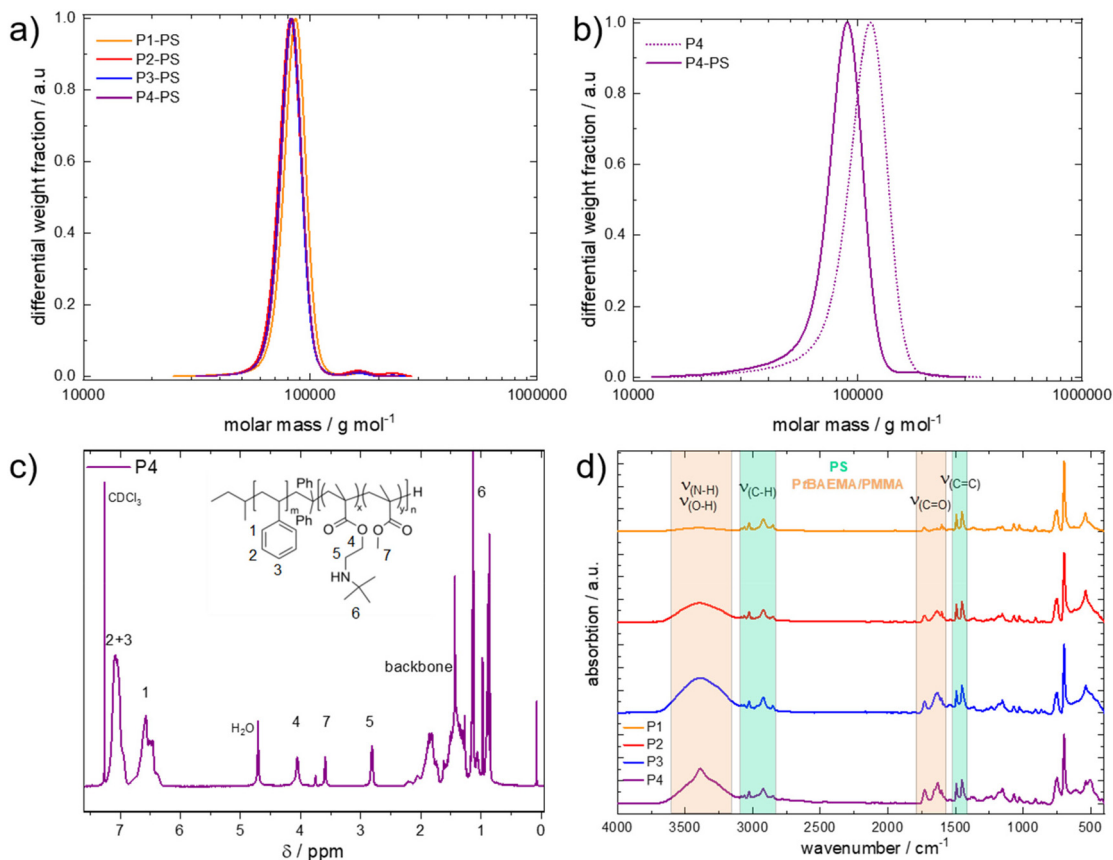 a)
P1-PS
P2-PS
P3-PS
P4-PS
differential weight fraction / a.u
1.0
0.8
0.6
0.4
0.2
0.0
10000
100000
1000000
molar mass / g mol⁻¹
b)
P4
P4-PS
differential weight fraction / a.u
1.0
0.8
0.6
0.4
0.2
0.0
10000
100000
1000000
molar mass / g mol⁻¹
c)
P4
CDCl₃
2+3
1
H₂O
4
7
5
backbone
6
Ph
Ph
m
x
y
n
H
O
O
O
O
1
2
3
4
5
HN
6
7
7
6
5
4
3
2
1
0
δ / ppm
d)
PS
PtBAEMA/PMMA
ν(N-H)
ν(O-H)
ν(C-H)
ν(C=O)
ν(C=C)
absorbtion / a.u.
P1
P2
P3
P4
4000
3500
3000
2500
2000
1500
1000
500
wavenumber / cm⁻¹